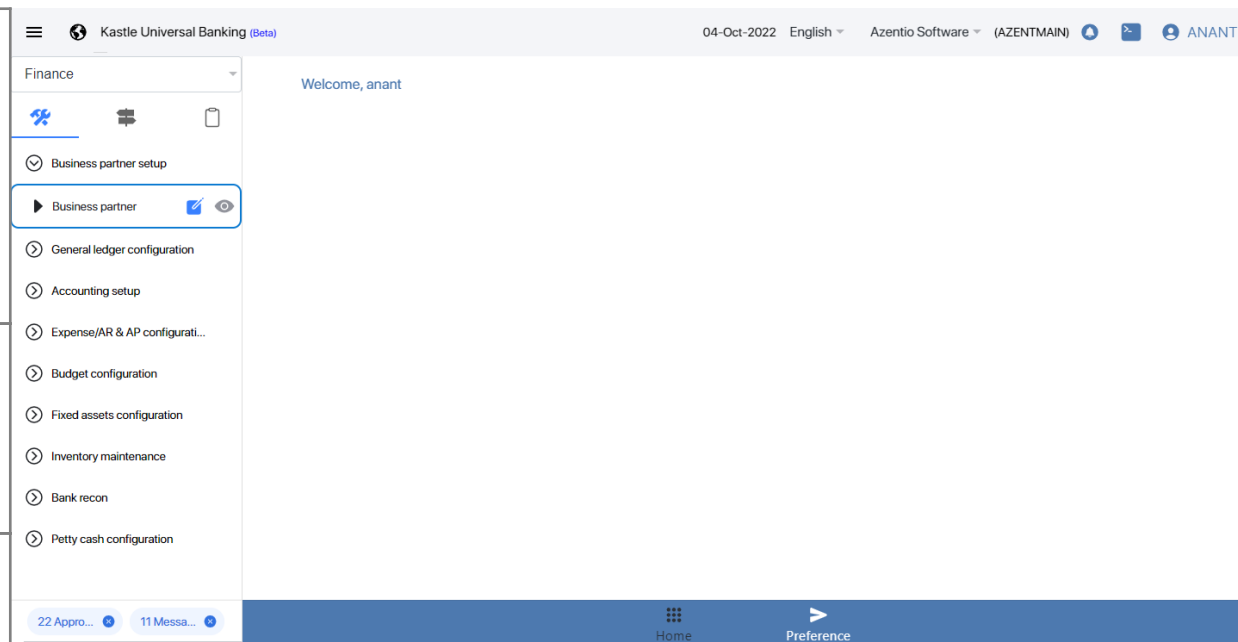 Kastle Universal Banking (Beta)
04-Oct-2022 English Azentio Software (AZENTMAIN) ANANT
Finance
Welcome, anant
Business partner setup
Business partner
General ledger configuration
Accounting setup
Expense/AR & AP configurati...
Budget configuration
Fixed assets configuration
Inventory maintenance
Bank recon
Petty cash configuration
22 Appro... 11 Messa...
Home Preference